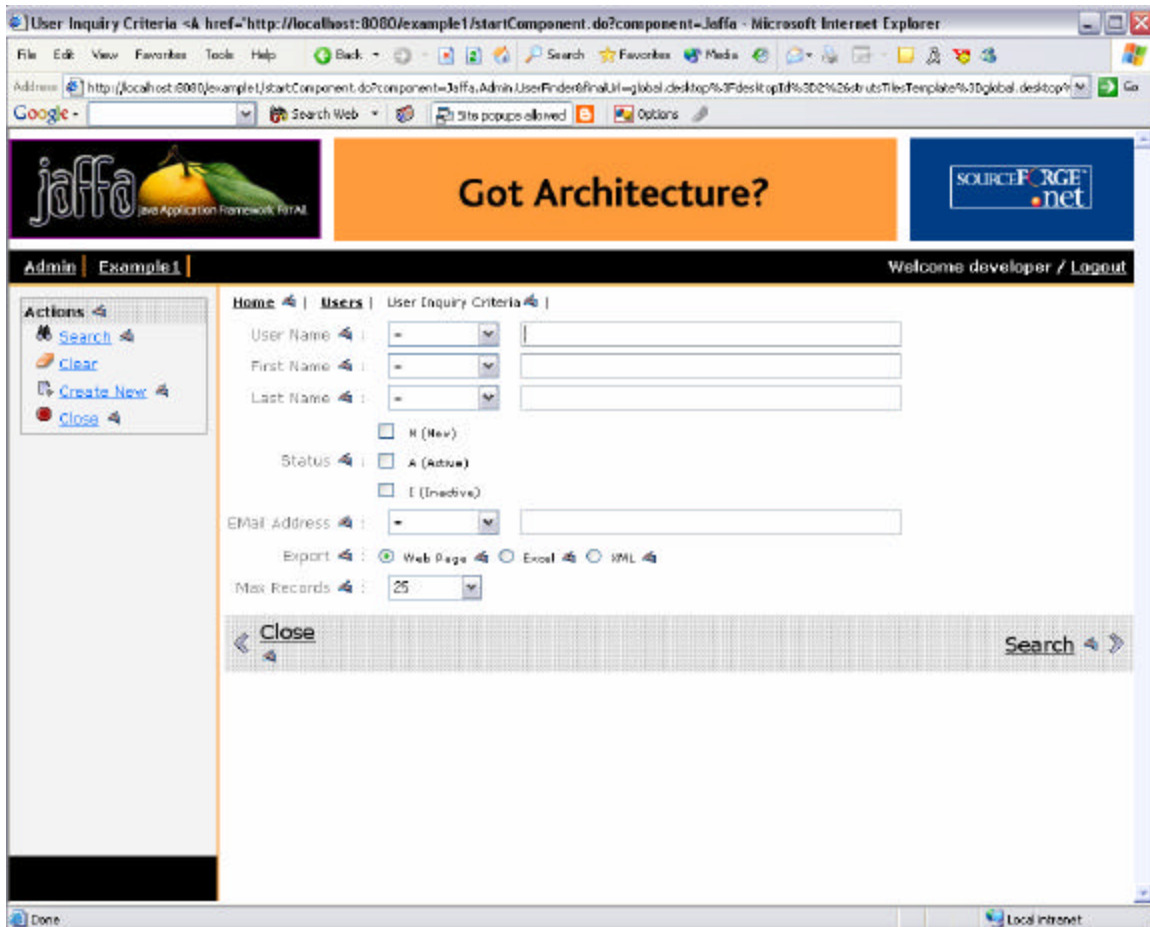 User Inquiry Criteria <A href="http://localhost:8080/example1/startComponent.do?component=Jaffa - Microsoft Internet Explorer
File Edit View Favorites Tools Help Back Search Favorites Media
Address http://localhost:8080/example1/startComponent.do?component=Jaffa.Admin.UserFinder&finalUrl=global.desktop%3FdesktopId%3D2%26strutsTilesTemplate%3Dglobal.desktop% Go
Google Search Web Site popups allowed Options
jaffa
Java Application Framework For All
Got Architecture?
SOURCEFORGE
.net
Admin Example1 Welcome developer / Logout
Home | Users | User Inquiry Criteria |
Actions
Search
Clear
Create New
Close
User Name : =
First Name : =
Last Name : =
N (New)
Status : A (Active)
I (Inactive)
EMail Address : =
Export : Web Page Excel XML
Max Records : 25
Close Search
Done Local intranet